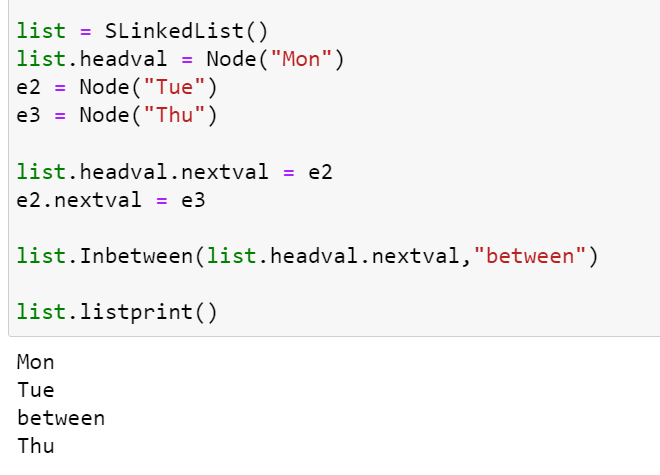 list = SLinkedList()
list.headval = Node("Mon")
e2 = Node("Tue")
e3 = Node("Thu")
list.headval.nextval = e2
e2.nextval = e3
list.Inbetween(list.headval.nextval,"between")
list.listprint()
Mon
Tue
between
Thu